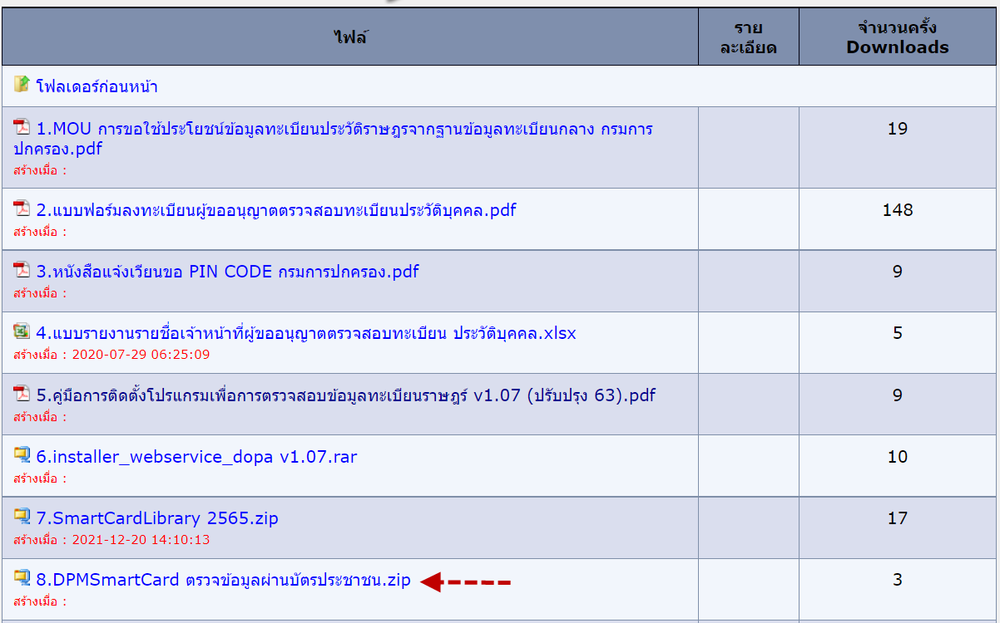 ไฟล์
ราย
ละเอียด
จำนวนครั้ง
Downloads
โฟลเดอร์ก่อนหน้า
1.MOU การขอใช้ประโยชน์ข้อมูลทะเบียนประวัติราษฎรจากฐานข้อมูลทะเบียนกลาง กรมการ
ปกครอง.pdf
สร้างเมื่อ :
19
2.แบบฟอร์มลงทะเบียนผู้ขออนุญาตตรวจสอบทะเบียนประวัติบุคคล.pdf
สร้างเมื่อ :
148
3.หนังสือแจ้งเวียนขอ PIN CODE กรมการปกครอง.pdf
สร้างเมื่อ :
9
4.แบบรายงานรายชื่อเจ้าหน้าที่ผู้ขออนุญาตตรวจสอบทะเบียน ประวัติบุคคล.xlsx
สร้างเมื่อ : 2020-07-29 06:25:09
5
5.คู่มือการติดตั้งโปรแกรมเพื่อการตรวจสอบข้อมูลทะเบียนราษฎร์ v1.07 (ปรับปรุง 63).pdf
สร้างเมื่อ :
9
6.installer_webservice_dopa v1.07.rar
สร้างเมื่อ :
10
7.SmartCardLibrary 2565.zip
สร้างเมื่อ : 2021-12-20 14:10:13
17
8.DPMSmartCard ตรวจข้อมูลผ่านบัตรประชาชน.zip
สร้างเมื่อ :
3